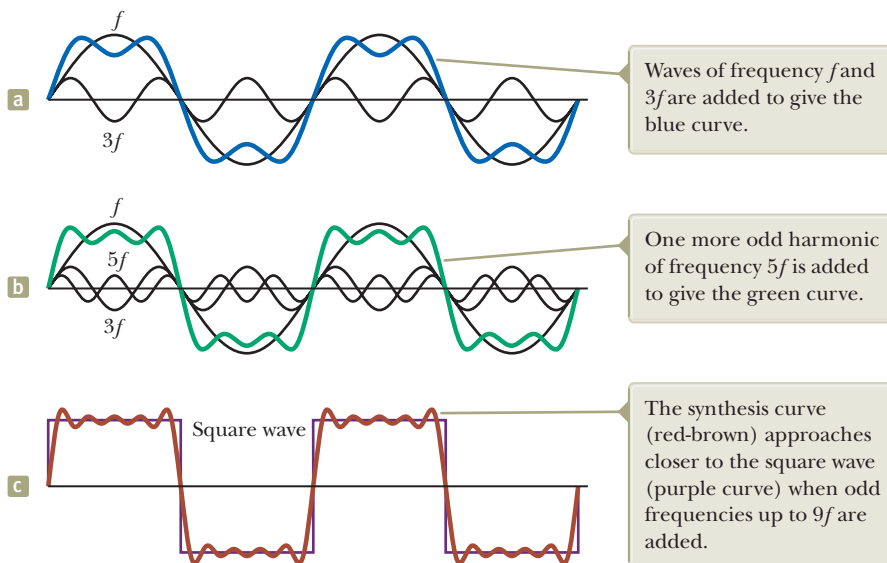 f
a
3f
Waves of frequency f and
3f are added to give the
blue curve.
f
5f
b
3f
One more odd harmonic
of frequency 5f is added
to give the green curve.
Square wave
c
The synthesis curve
(red-brown) approaches
closer to the square wave
(purple curve) when odd
frequencies up to 9f are
added.